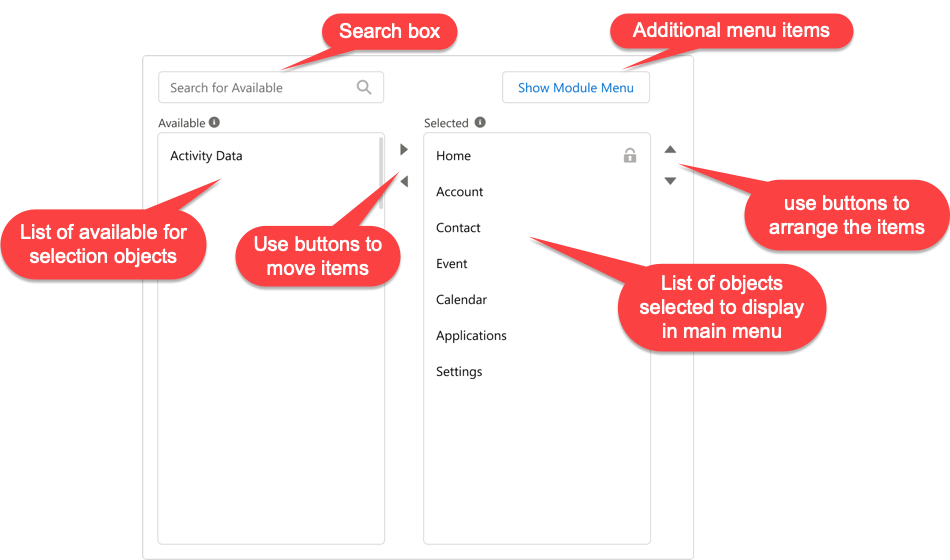 Search box
Additional menu items
Search for Available
Show Module Menu
Available
Selected
Activity Data
Home
Account
Contact
Event
Calendar
Applications
Settings
List of available for
selection objects
Use buttons to
move items
use buttons to
arrange the items
List of objects
selected to display
in main menu